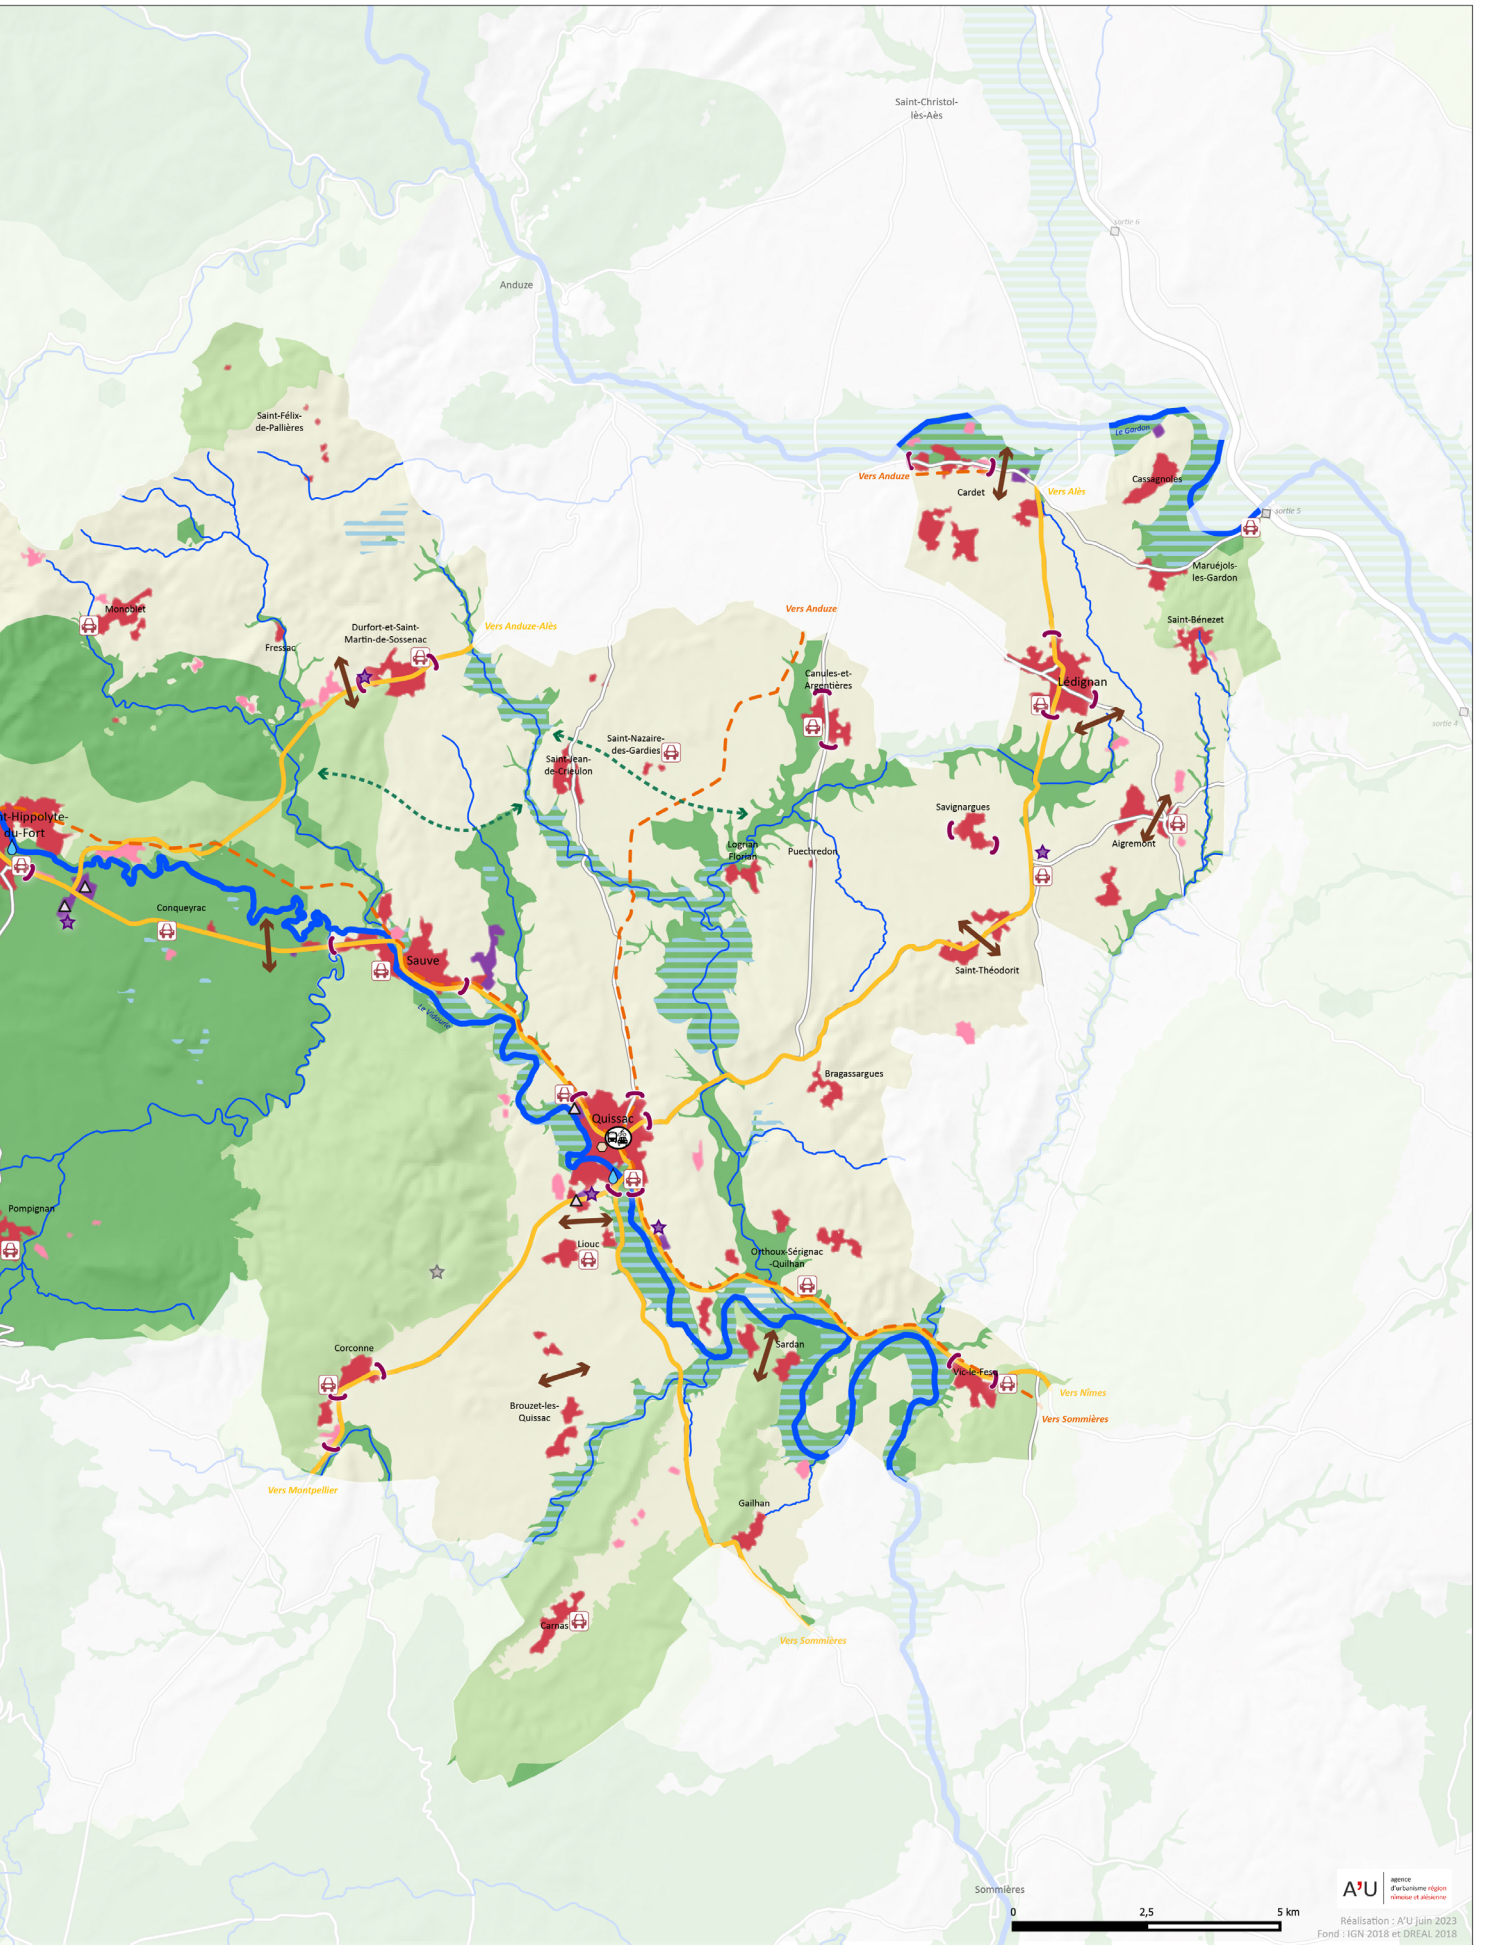 Saint-Christol-
lès-Aès
sortie 6
Anduze
Saint-Félix-
de-Pallières
Le Gardon
Vers Anduze
Cardet
Vers Alès
Cassagnoles
sortie 5
Maruéjols-
les-Gardon
Monoblet
Vers Anduze
Saint-Bénezet
Durfort-et-Saint-
Martin-de-Sossenac
Vers Anduze-Alès
Fressac
Canules-et-
Argentières
Lédignan
sortie 4
Saint-Nazaire-
des-Gardies
Saint-Jean-
de-Crieulon
Savignargues
nt-Hippolyte-
du-Fort
Logrian
Florian
Puechredon
Aigremont
Conqueyrac
Sauve
Saint-Théodorit
Le Vidourle
Bragassargues
Quissac
Pompignan
Liouc
Orthoux-Sérignac
-Quilhan
Corconne
Sardan
Vic-le-Fesq
Vers Nîmes
Brouzet-les-
Quissac
Vers Sommières
Vers Montpellier
Gailhan
Carnas
Vers Sommières
Sommières
A'U
agence
d'urbanisme région
nîmoise et alésienne
0
2,5
5 km
Réalisation : A'U juin 2023
Fond : IGN 2018 et DREAL 2018